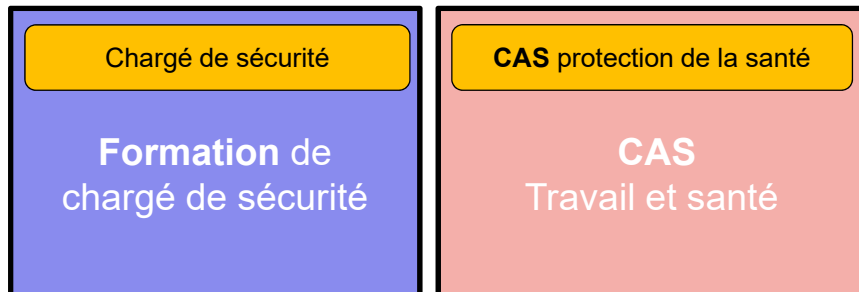 Chargé de sécurité
Formation de
chargé de sécurité
CAS protection de la santé
CAS
Travail et santé